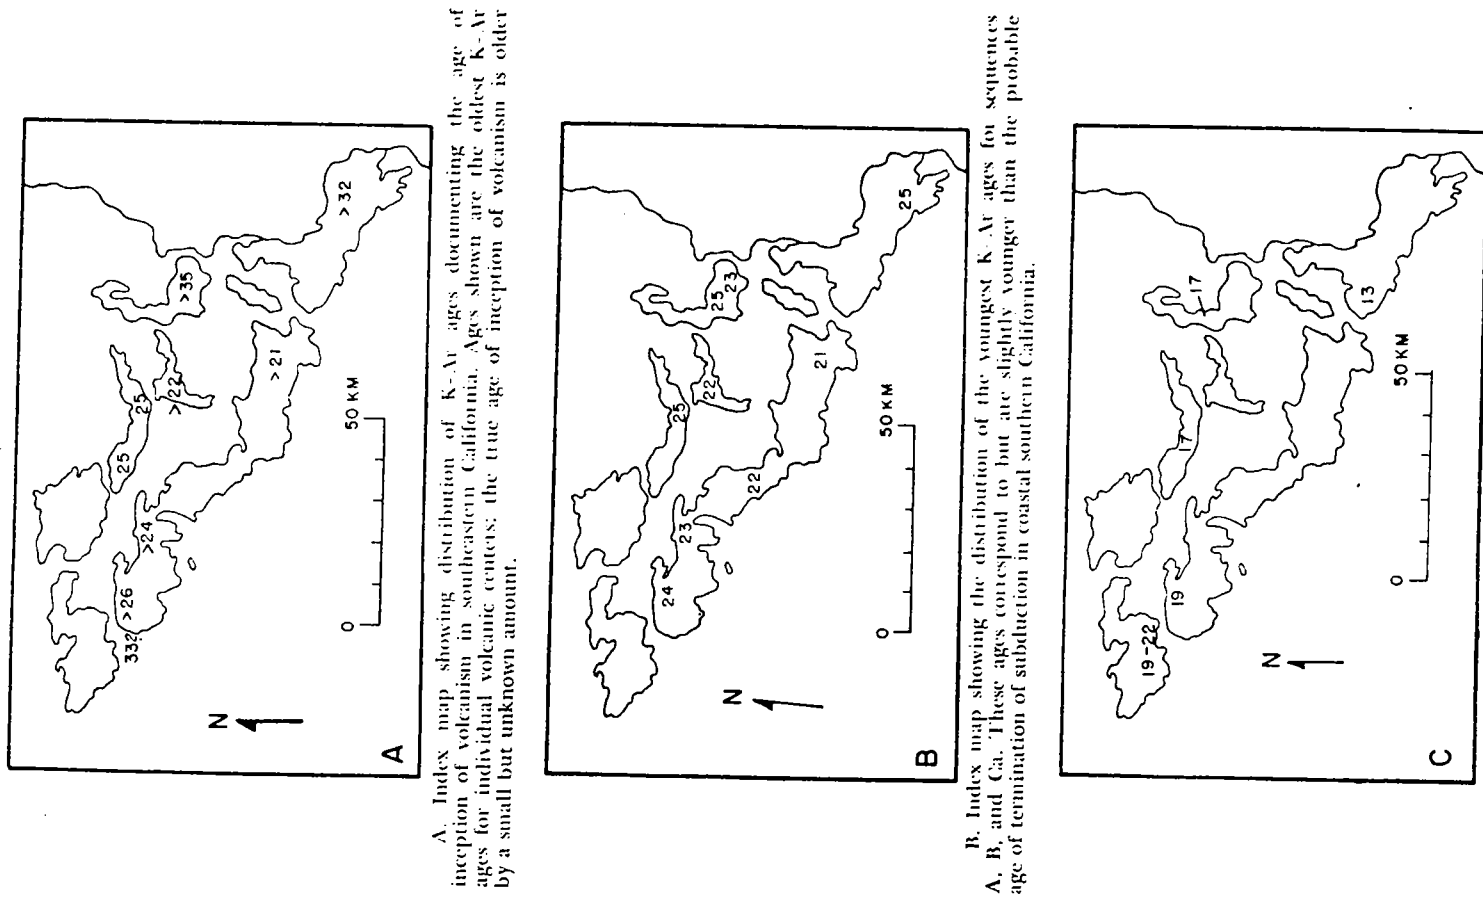 332
>26
>24
25
25
>22
>35
>21
>32
N
0
50 KM
A
A. Index map showing distribution of K-Ar ages documenting the age of
inception of volcanism in southeastern California. Ages shown are the oldest K-Ar
ages for individual volcanic centers; the true age of inception of volcanism is older
by a small but unknown amount.
24
23
22
25
22
25
23
21
25
N
0
50 KM
B
B. Index map showing the distribution of the youngest K-Ar ages for sequences
A, B, and Ca. These ages correspond to but are slightly younger than the probable
age of termination of subduction in coastal southern California.
19-22
19
17
17
13
N
0
50 KM
C